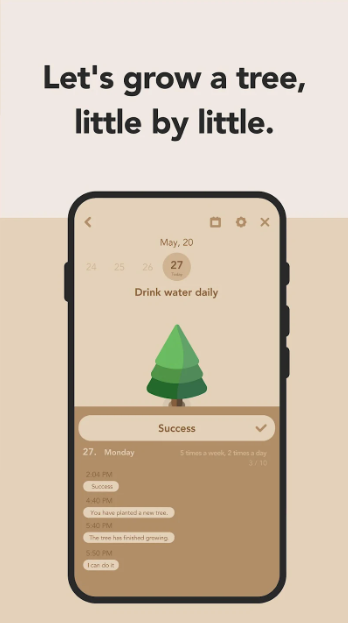 Let's grow a tree,
little by little.
May, 20
24 25 26 27
Today
Drink water daily
Success
27. Monday 5 times a week, 2 times a day
2 / 10
2:04 PM
Success
4:40 PM
You have planted a new tree.
5:40 PM
The tree has finished growing.
5:50 PM
I can do it